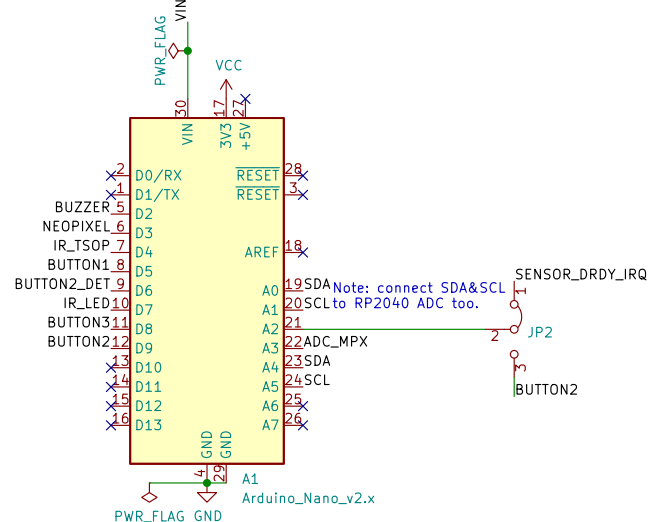 VIN
PWR_FLAG
VCC
30
17
27
VIN
3V3
+5V
2 D0/RX RESET 28
1 D1/TX RESET 3
BUZZER 5 D2
NEOPIXEL 6 D3
IR_TSOP 7 D4 AREF 18
BUTTON1 8 D5
SENSOR_DRDY_IRQ
BUTTON2_DET 9 D6 A0 19 SDA Note: connect SDA&SCL
1
IR_LED 10 D7 A1 20 SCL to RP2040 ADC too.
BUTTON3 11 D8 A2 21 2 JP2
BUTTON2 12 D9 A3 22 ADC_MPX
13 D10 A4 23 SDA
3
14 D11 A5 24 SCL BUTTON2
15 D12 A6 25
16 D13 A7 26
GND
GND
4
29
A1
Arduino_Nano_v2.x
PWR_FLAG GND